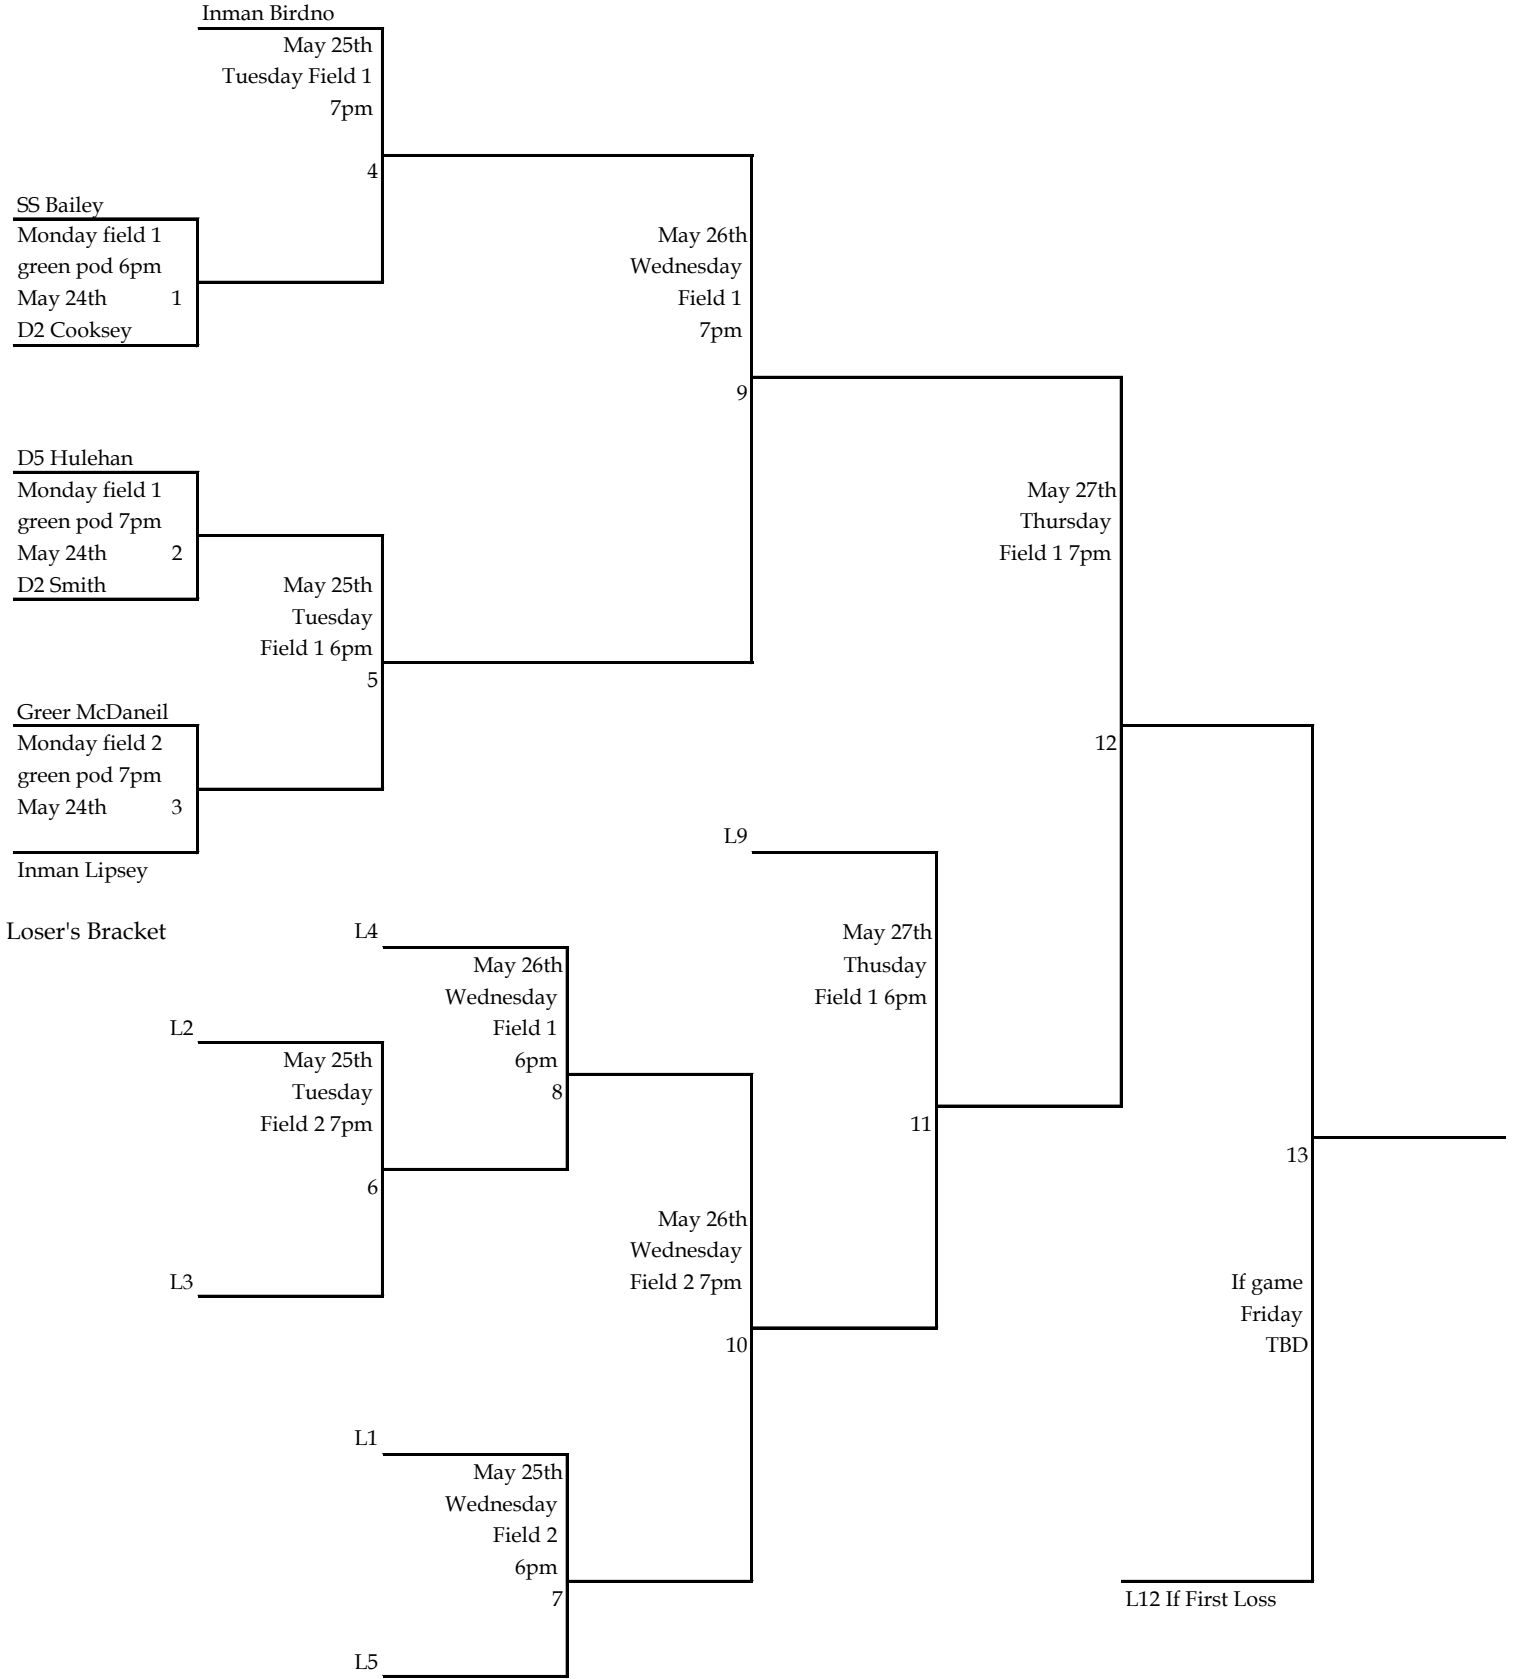 Inman Birdno
May 25th
Tuesday Field 1
7pm
4
SS Bailey
Monday field 1
green pod 6pm
May 24th 1
D2 Cooksey
May 26th
Wednesday
Field 1
7pm
9
D5 Hulehan
Monday field 1
green pod 7pm
May 24th 2
D2 Smith
May 25th
Tuesday
Field 1 6pm
5
May 27th
Thursday
Field 1 7pm
12
Greer McDaneil
Monday field 2
green pod 7pm
May 24th 3
Inman Lipsey
Loser's Bracket
L9
May 27th
Thusday
Field 1 6pm
11
L4
May 26th
Wednesday
Field 1
6pm
8
L2
May 25th
Tuesday
Field 2 7pm
6
L3
May 26th
Wednesday
Field 2 7pm
10
13
If game
Friday
TBD
L1
May 25th
Wednesday
Field 2
6pm
7
L5
L12 If First Loss